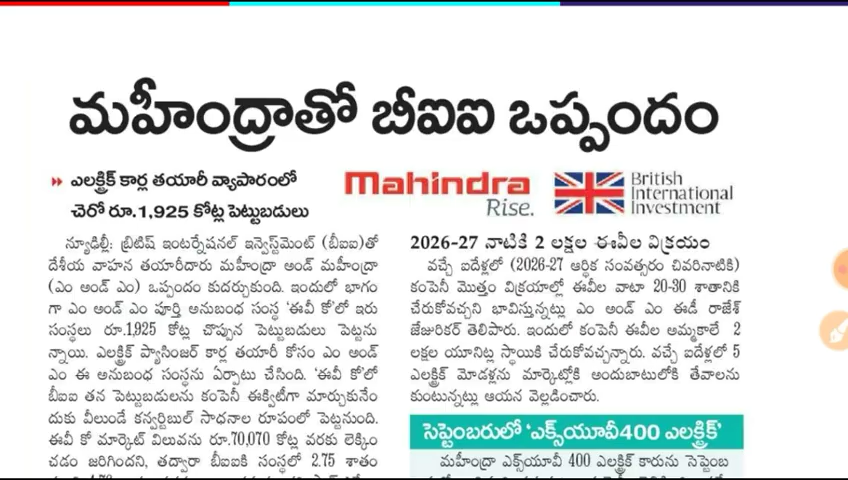 మహీంద్రాతో బీఐఐ ఒప్పందం
ఎలక్ట్రిక్ కార్ల తయారీ వ్యాపారంలో
చెరో రూ.1,925 కోట్ల పెట్టుబడులు
Mahindra
Rise.
British
International
Investment
న్యూఢిల్లీ: బ్రిటిష్ ఇంటర్నేషనల్ ఇన్వెస్ట్‌మెంట్ (బీఐఐ)తో
దేశీయ వాహన తయారీదారు మహీంద్రా అండ్ మహీంద్రా
(ఎం అండ్ ఎం) ఒప్పందం కుదర్చుకుంది. ఇందులో భాగం
గా ఎం అండ్ ఎం పూర్తి అనుబంధ సంస్థ ‘ఈవీ కో’లో ఇరు
సంస్థలు రూ.1,925 కోట్ల చొప్పున పెట్టుబడులు పెట్టను
న్నాయి. ఎలక్ట్రిక్ ప్యాసింజర్ కార్ల తయారీ కోసం ఎం అండ్
ఎం ఈ అనుబంధ సంస్థను ఏర్పాటు చేసింది. ‘ఈవీ కో’లో
బీఐఐ తన పెట్టుబడులను కంపెనీ ఈక్విటీగా మార్చుకునేం
దుకు వీలుండే కన్వర్టిబుల్ సాధనాల రూపంలో పెట్టనుంది.
ఈవీ కో మార్కెట్ విలువను రూ.70,070 కోట్ల వరకు లెక్కిం
చడం జరిగిందని, తద్వారా బీఐఐకి సంస్థలో 2.75 శాతం
2026-27 నాటికి 2 లక్షల ఈవీల విక్రయం
వచ్చే ఐదేళ్లలో (2026-27 ఆర్థిక సంవత్సరం చివరినాటికి)
కంపెనీ మొత్తం విక్రయాల్లో ఈవీల వాటా 20-30 శాతానికి
చేరుకోవచ్చని భావిస్తున్నట్లు ఎం అండ్ ఎం ఈడీ రాజేశ్
జేజురికర్ తెలిపారు. ఇందులో కంపెనీ ఈవీల అమ్మకాలే 2
లక్షల యూనిట్ల స్థాయికి చేరుకోవచ్చన్నారు. వచ్చే ఐదేళ్లలో 5
ఎలక్ట్రిక్ మోడళ్లను మార్కెట్లోకి అందుబాటులోకి తేవాలను
కుంటున్నట్లు ఆయన వెల్లడించారు.
సెప్టెంబరులో ‘ఎక్స్‌యూవీ400 ఎలక్ట్రిక్’
మహీంద్రా ఎక్స్‌యూవీ 400 ఎలక్ట్రిక్ కారును సెప్టెంబ